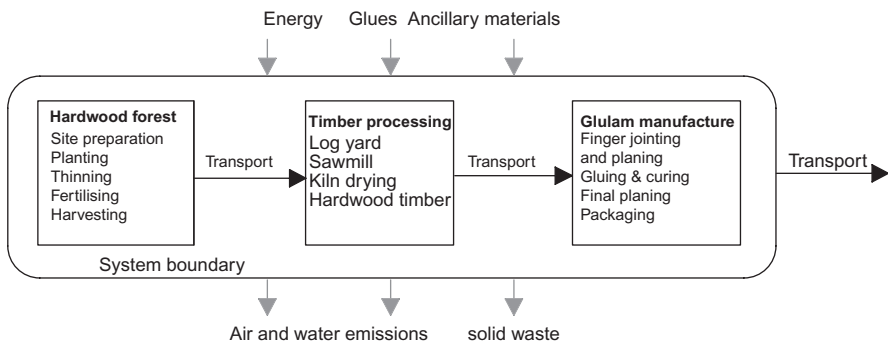 Energy Glues Ancillary materials
Hardwood forest
Site preparation
Planting
Thinning
Fertilising
Harvesting
Transport
Timber processing
Log yard
Sawmill
Kiln drying
Hardwood timber
Transport
Glulam manufacture
Finger jointing
and planing
Gluing & curing
Final planing
Packaging
Transport
System boundary
Air and water emissions solid waste